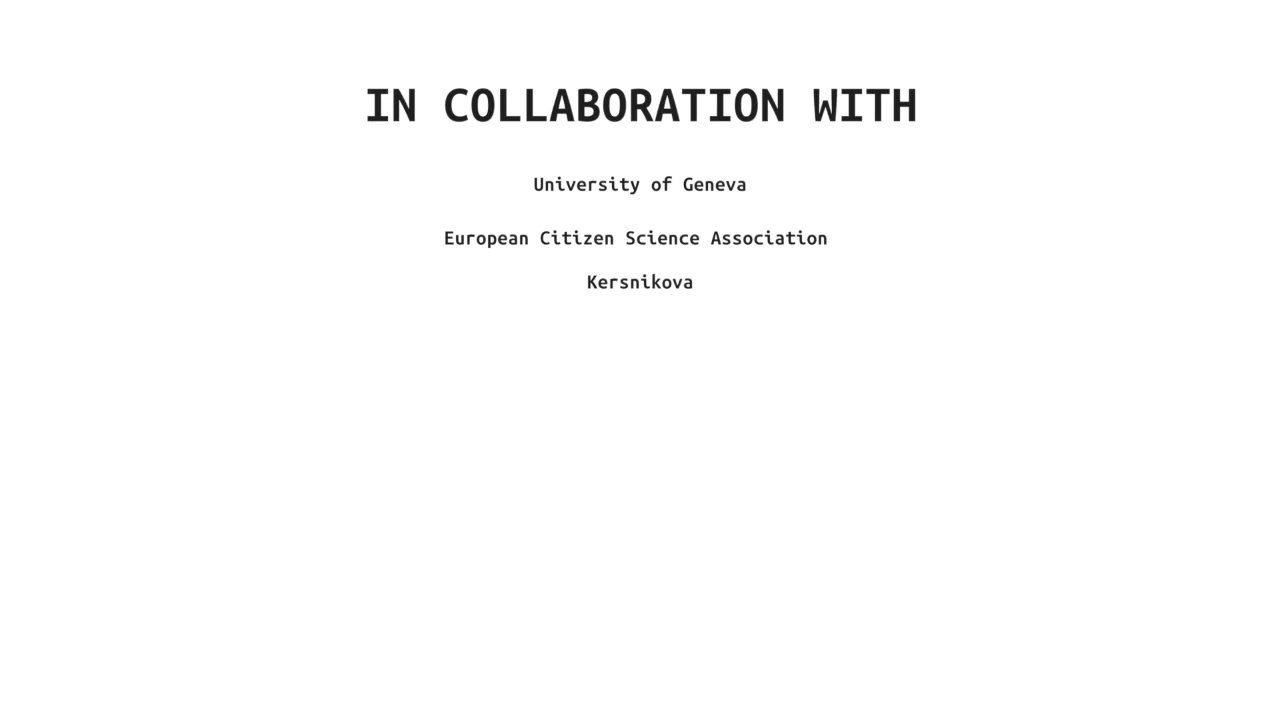 IN COLLABORATION WITH
University of Geneva
European Citizen Science Association
Kersnikova